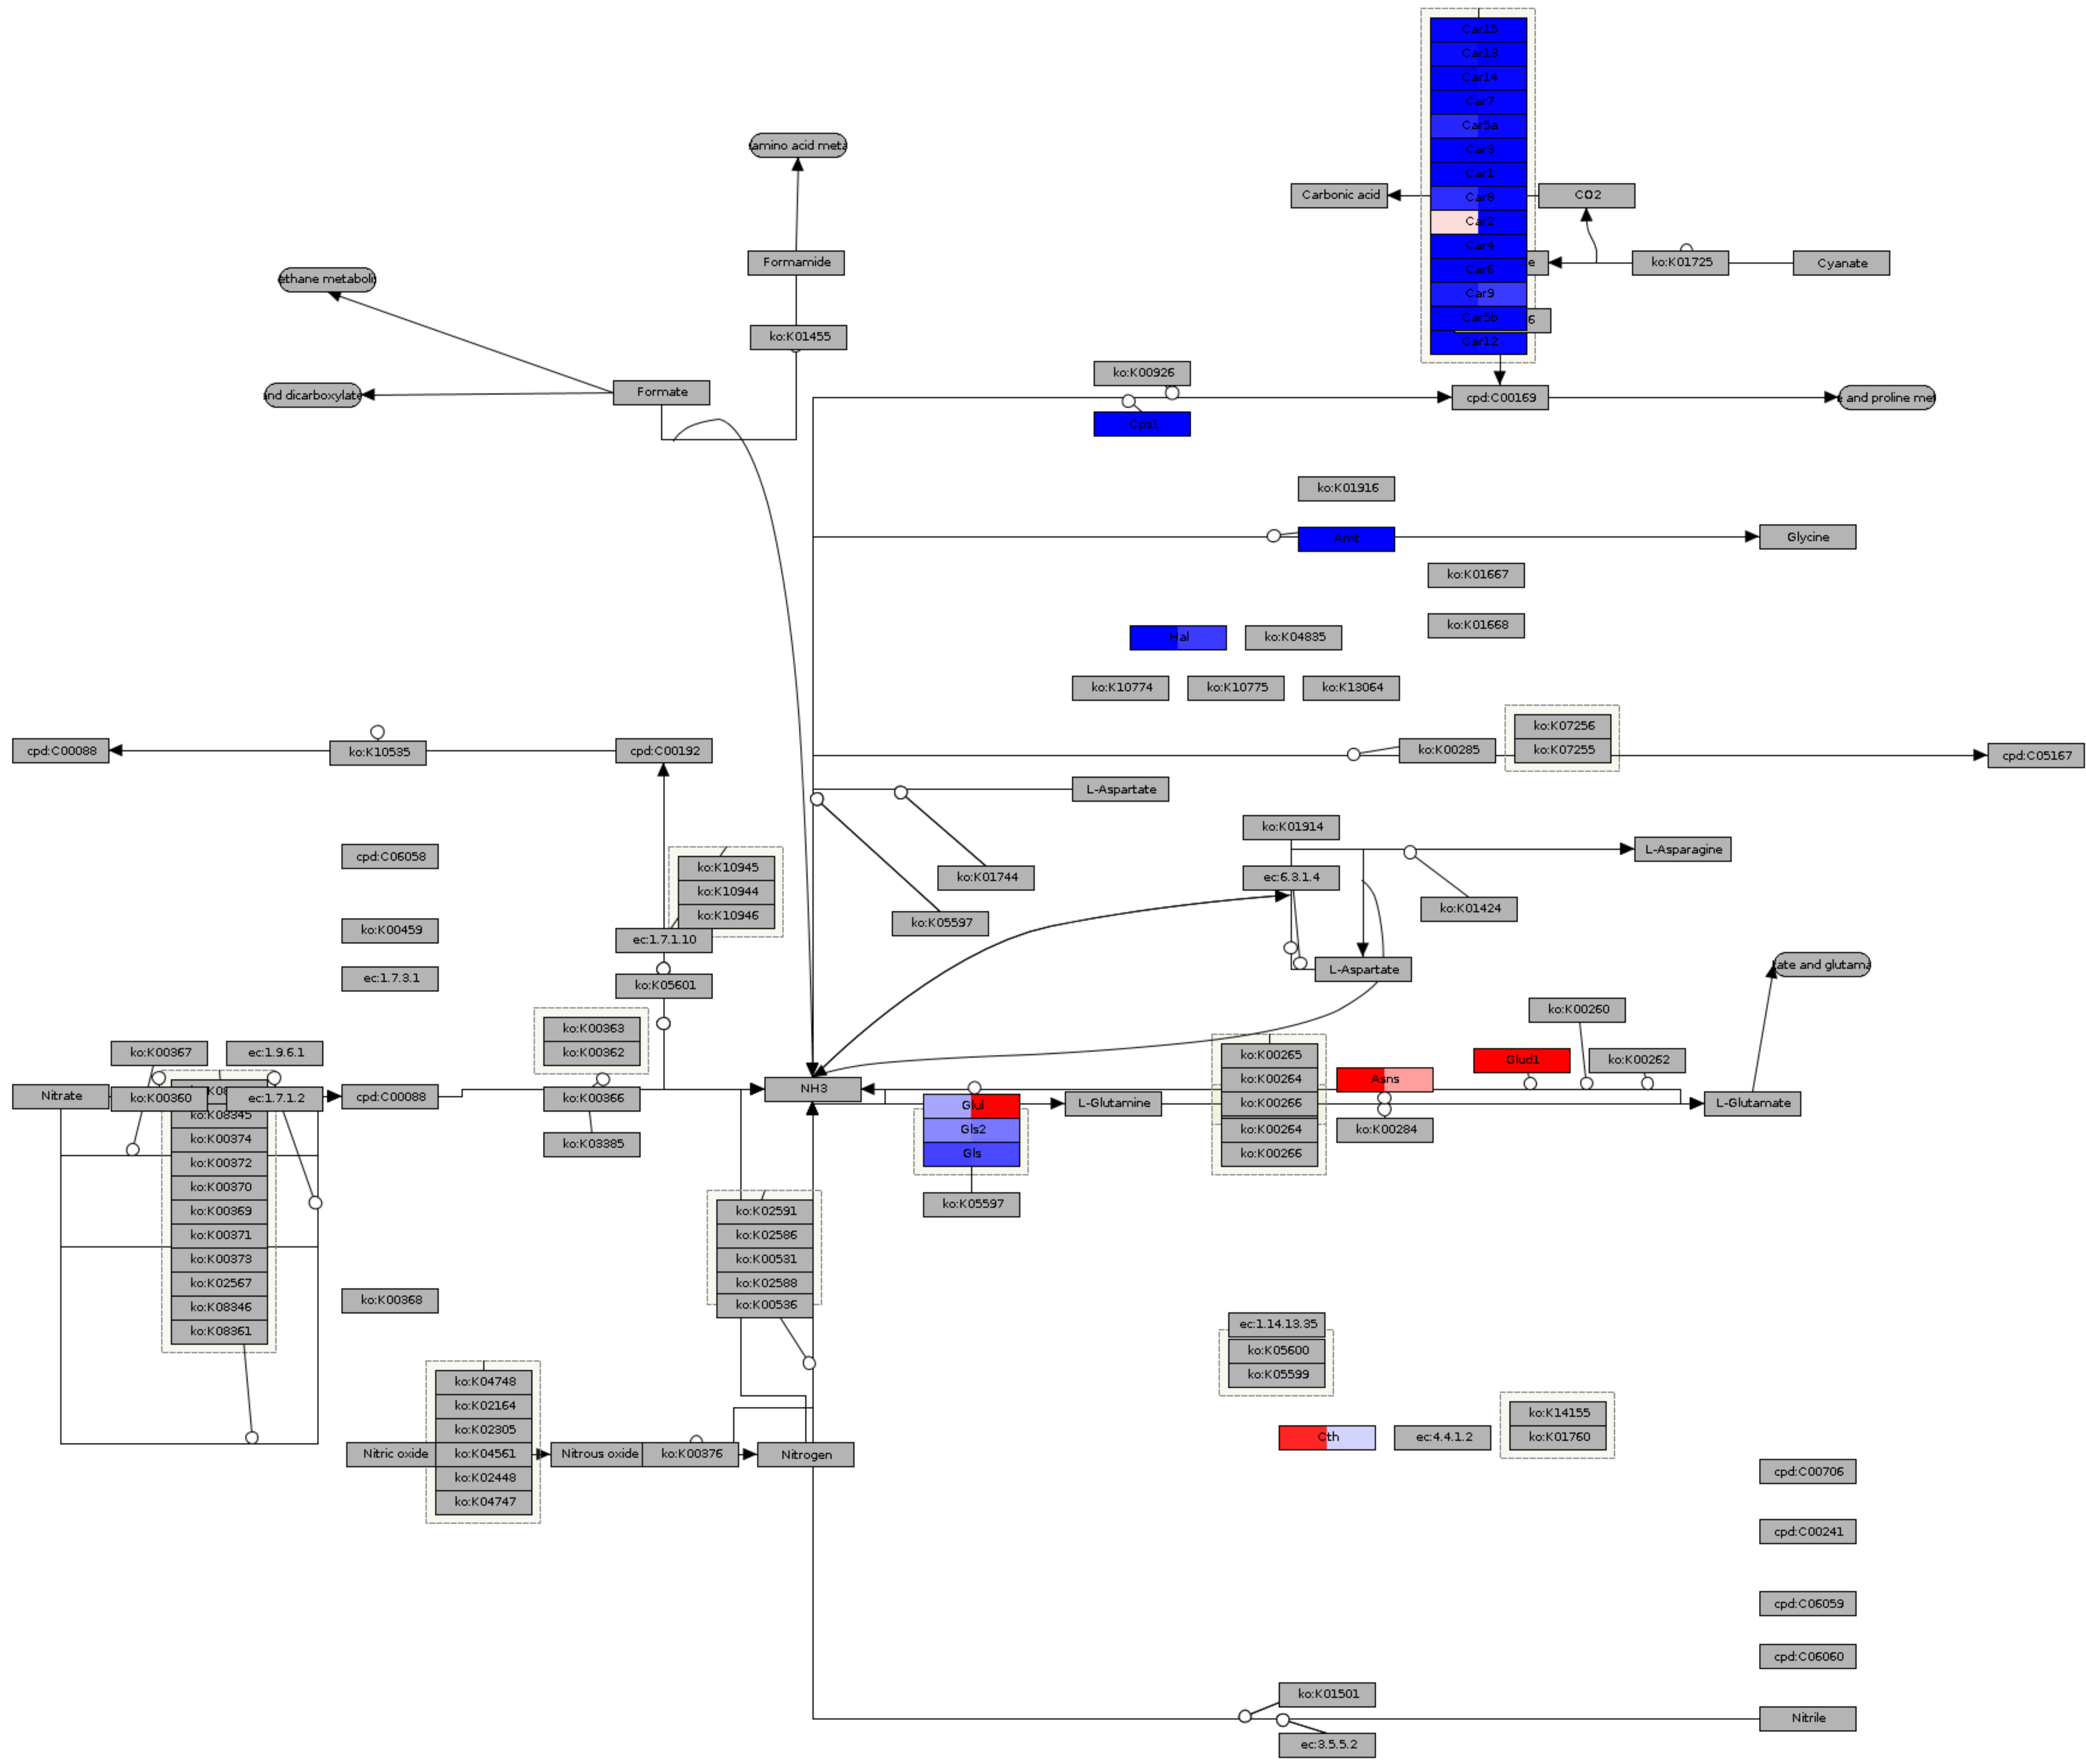 Car15
Car13
Car14
Car7
Car5a
Car3
Car1
Car8
Car2
Car4
Car6
Car9
Car5b
Car12
amino acid meta
Carbonic acid
CO2
Formamide
e
ko:K01725
Cyanate
ethane metaboli
6
ko:K01455
ko:K00926
Formate
nd dicarboxylate
cpd:C00169
e and proline met
Cps1
ko:K01916
Amt
Glycine
ko:K01667
ko:K01668
Hal
ko:K04835
ko:K10774
ko:K10775
ko:K13064
ko:K07256
ko:K07255
cpd:C00088
ko:K10535
cpd:C00192
ko:K00285
cpd:C05167
L-Aspartate
ko:K01914
cpd:C06058
L-Asparagine
ko:K10945
ko:K10944
ko:K10946
ko:K01744
ec:6.3.1.4
ko:K01424
ko:K05597
ko:K00459
ec:1.7.1.10
ec:1.7.3.1
ko:K05601
L-Aspartate
ate and glutama
ko:K00260
ko:K00363
ko:K00362
ko:K00367
ec:1.9.6.1
ko:K00265
ko:K00264
ko:K00266
ko:K00264
ko:K00266
Glud1
ko:K00262
Asns
NH3
Nitrate
ko:K00360
ko:K08
ec:1.7.1.2
cpd:C00088
ko:K00366
Glul
Gls2
Gls
L-Glutamine
L-Glutamate
ko:K08345
ko:K00374
ko:K00372
ko:K00370
ko:K00369
ko:K00371
ko:K00373
ko:K02567
ko:K08346
ko:K08361
ko:K03385
ko:K00284
ko:K05597
ko:K02591
ko:K02586
ko:K00531
ko:K02588
ko:K00536
ko:K00368
ec:1.14.13.35
ko:K05600
ko:K05599
ko:K04748
ko:K02164
ko:K02305
ko:K04561
ko:K02448
ko:K04747
Nitric oxide
Nitrous oxide
ko:K00376
Nitrogen
Cth
ec:4.4.1.2
ko:K14155
ko:K01760
cpd:C00706
cpd:C00241
cpd:C06059
cpd:C06060
ko:K01501
Nitrile
ec:3.5.5.2